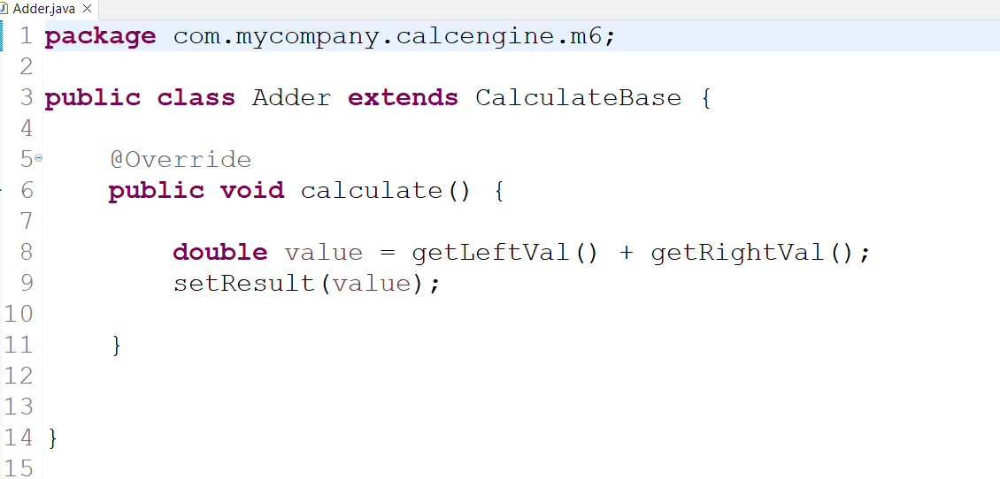 Adder.java ×
1 package com.mycompany.calcengine.m6;
2
3 public class Adder extends CalculateBase {
4
5 @Override
6 public void calculate() {
7
8 double value = getLeftVal() + getRightVal();
9 setResult(value);
10
11 }
12
13
14 }
15